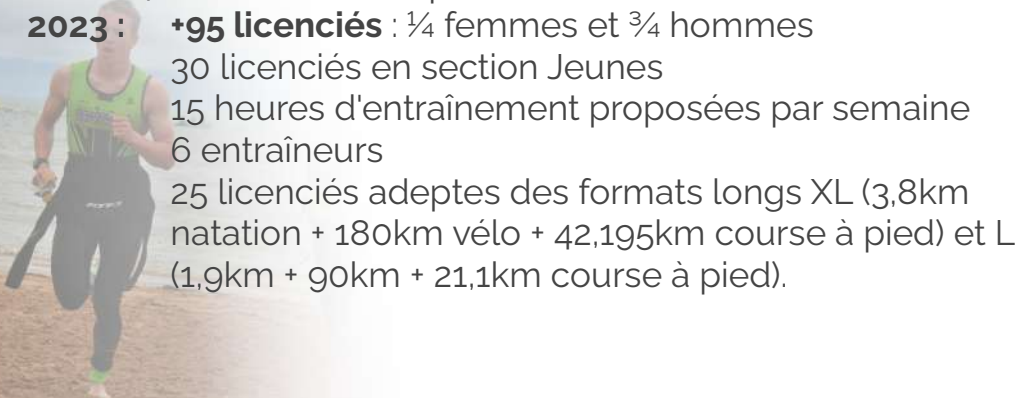 2023 : +95 licenciés : ¼ femmes et ¾ hommes
30 licenciés en section Jeunes
15 heures d'entraînement proposées par semaine
6 entraîneurs
25 licenciés adeptes des formats longs XL (3,8km
natation + 180km vélo + 42,195km course à pied) et L
(1,9km + 90km + 21,1km course à pied).